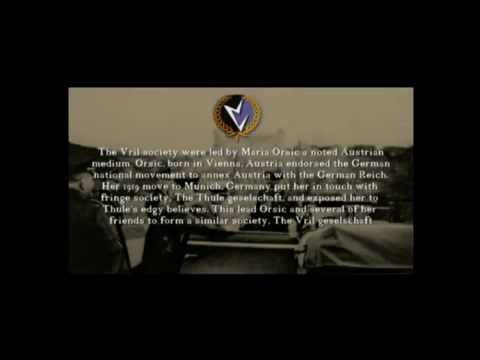 The Vril society were led by Maria Orsic a noted Austrian
medium. Orsic, born in Vienna, Austria endorsed the German
national movement to annex Austria with the German Reich.
Her 1919 move to Munich, Germany put her in touch with
fringe society, The Thule geselschaft, and exposed her to
Thule's edgy believes. This lead Orsic and several of her
friends to form a similar society, The Vril geselschaft